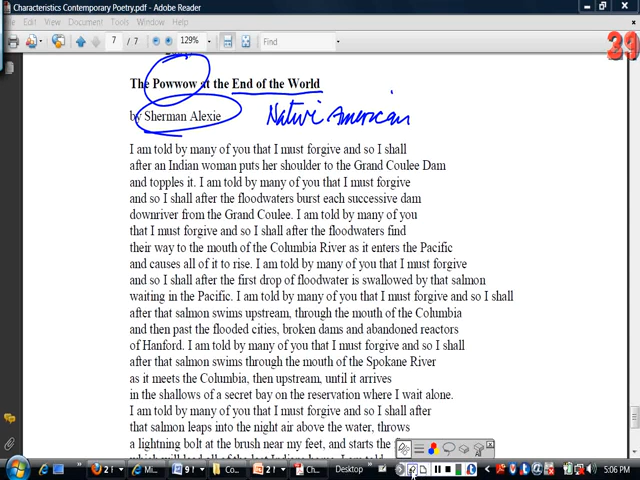 Characteristics Contemporary Poetry.pdf - Adobe Reader
File Edit View Document Tools Window Help
7 / 7 129% Find
39
The Powwow at the End of the World
by Sherman Alexie Native American
I am told by many of you that I must forgive and so I shall
after an Indian woman puts her shoulder to the Grand Coulee Dam
and topples it. I am told by many of you that I must forgive
and so I shall after the floodwaters burst each successive dam
downriver from the Grand Coulee. I am told by many of you
that I must forgive and so I shall after the floodwaters find
their way to the mouth of the Columbia River as it enters the Pacific
and causes all of it to rise. I am told by many of you that I must forgive
and so I shall after the first drop of floodwater is swallowed by that salmon
waiting in the Pacific. I am told by many of you that I must forgive and so I shall
after that salmon swims upstream, through the mouth of the Columbia
and then past the flooded cities, broken dams and abandoned reactors
of Hanford. I am told by many of you that I must forgive and so I shall
after that salmon swims through the mouth of the Spokane River
as it meets the Columbia, then upstream, until it arrives
in the shallows of a secret bay on the reservation where I wait alone.
I am told by many of you that I must forgive and so I shall after
that salmon leaps into the night air above the water, throws
a lightning bolt at the brush near my feet, and starts the
2 F Mi 9 R Co 2 M Ch Desktop 5:06 PM